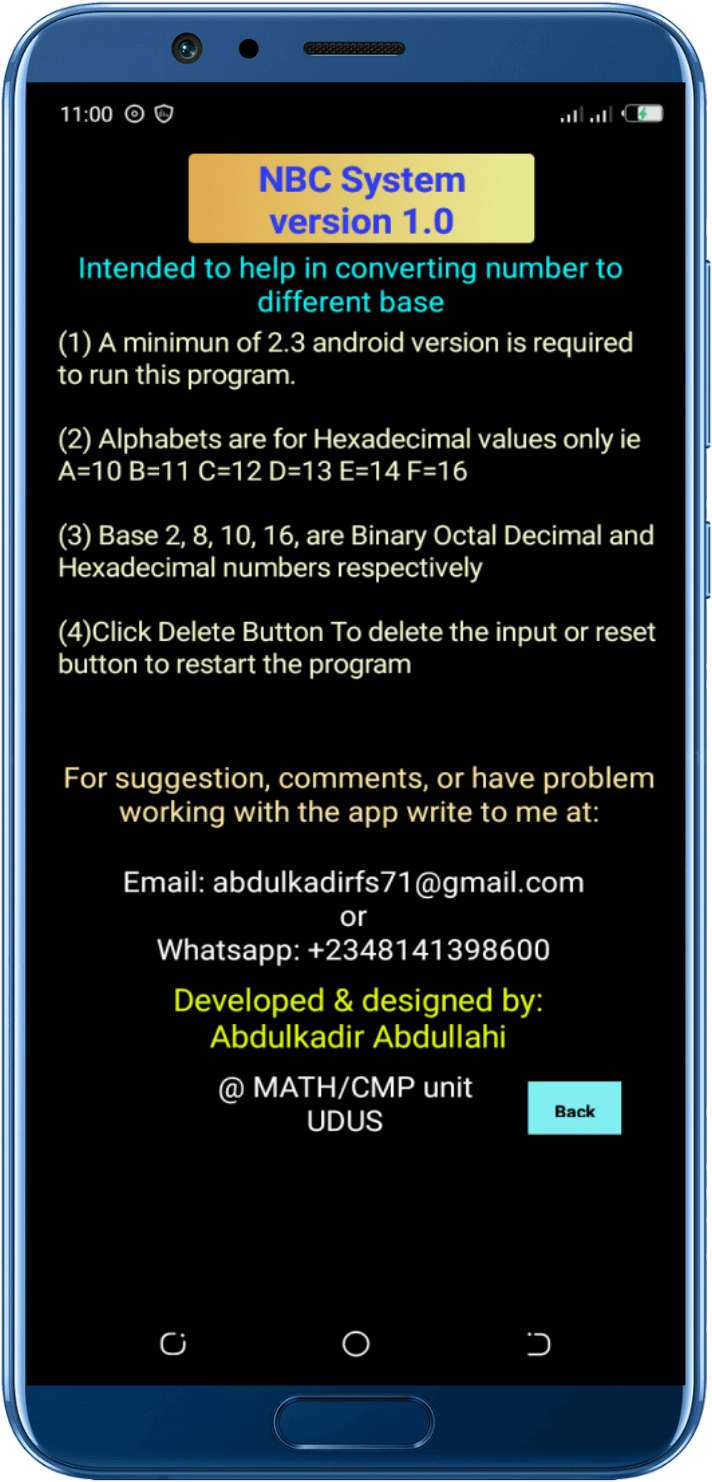 11:00
NBC System
version 1.0
Intended to help in converting number to
different base
(1) A minimun of 2.3 android version is required
to run this program.
(2) Alphabets are for Hexadecimal values only ie
A=10 B=11 C=12 D=13 E=14 F=16
(3) Base 2, 8, 10, 16, are Binary Octal Decimal and
Hexadecimal numbers respectively
(4)Click Delete Button To delete the input or reset
button to restart the program
For suggestion, comments, or have problem
working with the app write to me at:
Email: abdulkadirfs71@gmail.com
or
Whatsapp: +2348141398600
Developed & designed by:
Abdulkadir Abdullahi
@ MATH/CMP unit
UDUS
Back